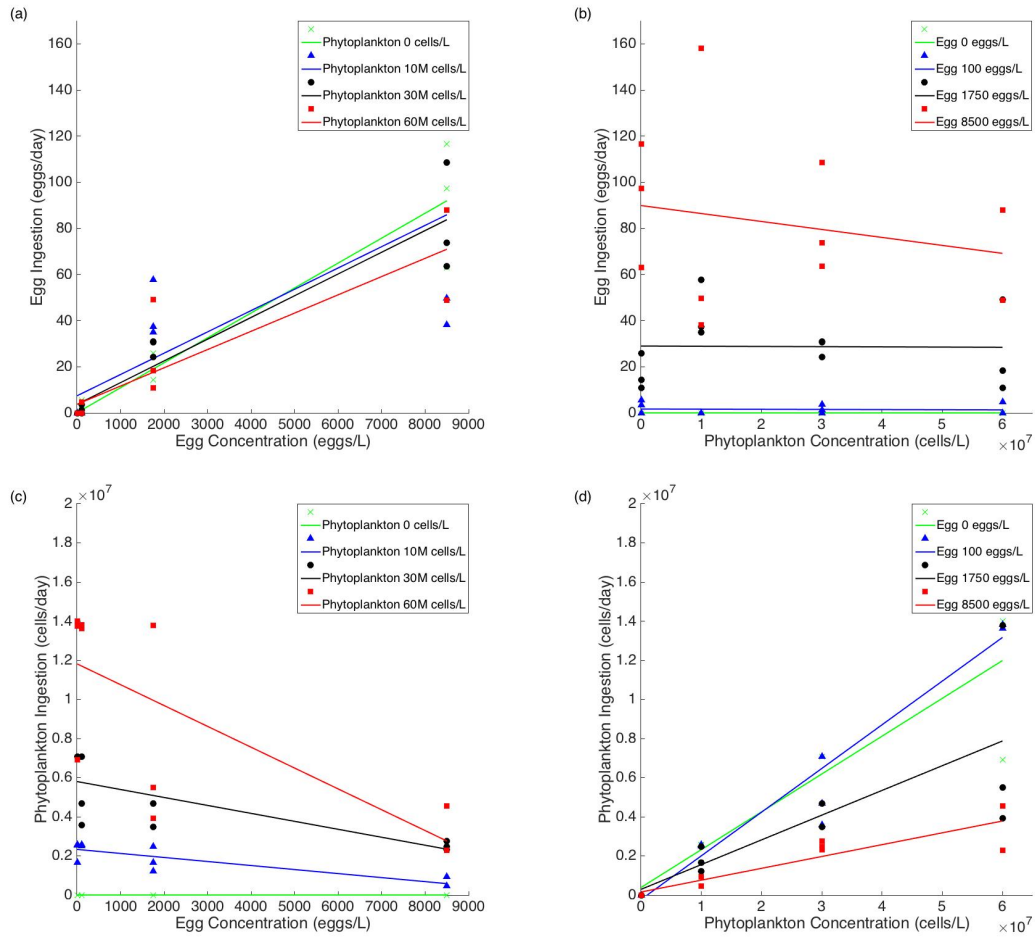 (a)
160
140
120
100
80
60
40
20
0
Egg Ingestion (eggs/day)
0 1000 2000 3000 4000 5000 6000 7000 8000 9000
Egg Concentration (eggs/L)
Phytoplankton 0 cells/L
Phytoplankton 10M cells/L
Phytoplankton 30M cells/L
Phytoplankton 60M cells/L
(b)
160
140
120
100
80
60
40
20
0
Egg Ingestion (eggs/day)
0 1 2 3 4 5 6
×10⁷
Phytoplankton Concentration (cells/L)
Egg 0 eggs/L
Egg 100 eggs/L
Egg 1750 eggs/L
Egg 8500 eggs/L
(c)
×10⁷
2
1.8
1.6
1.4
1.2
1
0.8
0.6
0.4
0.2
0
Phytoplankton Ingestion (cells/day)
0 1000 2000 3000 4000 5000 6000 7000 8000 9000
Egg Concentration (eggs/L)
Phytoplankton 0 cells/L
Phytoplankton 10M cells/L
Phytoplankton 30M cells/L
Phytoplankton 60M cells/L
(d)
×10⁷
2
1.8
1.6
1.4
1.2
1
0.8
0.6
0.4
0.2
0
Phytoplankton Ingestion (cells/day)
0 1 2 3 4 5 6
×10⁷
Phytoplankton Concentration (cells/L)
Egg 0 eggs/L
Egg 100 eggs/L
Egg 1750 eggs/L
Egg 8500 eggs/L